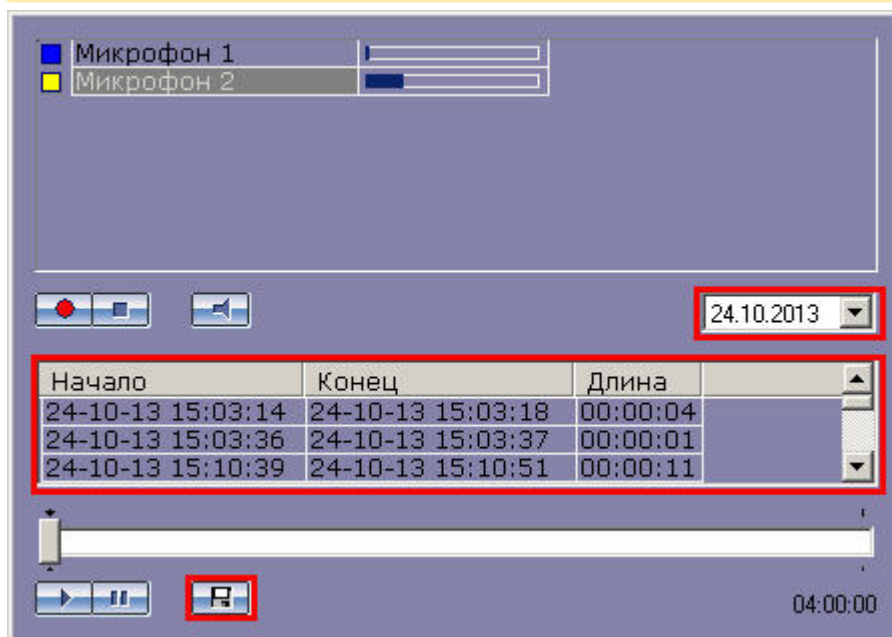 Микрофон 1
Микрофон 2
24.10.2013
Начало Конец Длина
24-10-13 15:03:14 24-10-13 15:03:18 00:00:04
24-10-13 15:03:36 24-10-13 15:03:37 00:00:01
24-10-13 15:10:39 24-10-13 15:10:51 00:00:11
04:00:00